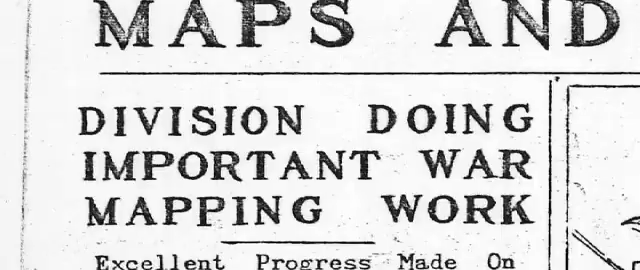 MAPS AND
DIVISION DOING
IMPORTANT WAR
MAPPING WORK
Excellent Progress Made On